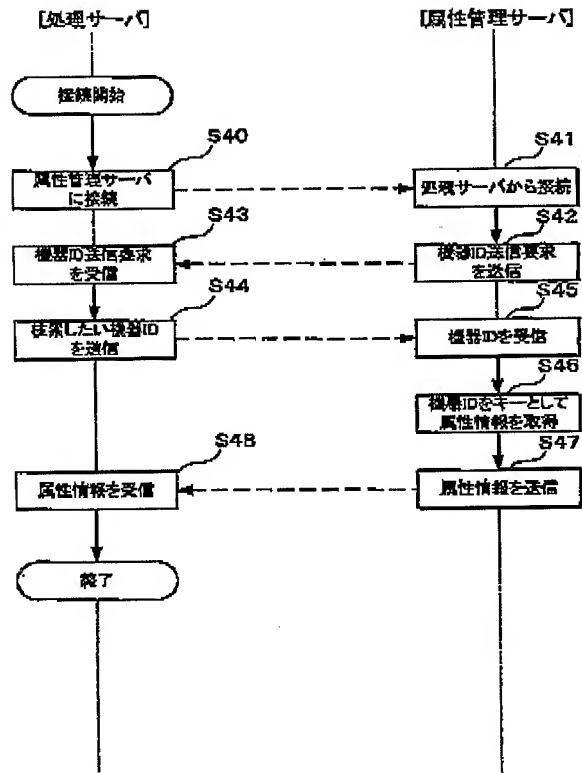 [処理サーバ]
[属性管理サーバ]
接続開始
S40
属性管理サーバ
に接続
S41
処理サーバから接続
S42
機器ID送信要求
を送信
S43
機器ID送信要求
を受信
S44
検索したい機器ID
を送信
S45
機器IDを受信
S46
機器IDをキーとして
属性情報を取得
S47
属性情報を送信
S48
属性情報を受信
終了